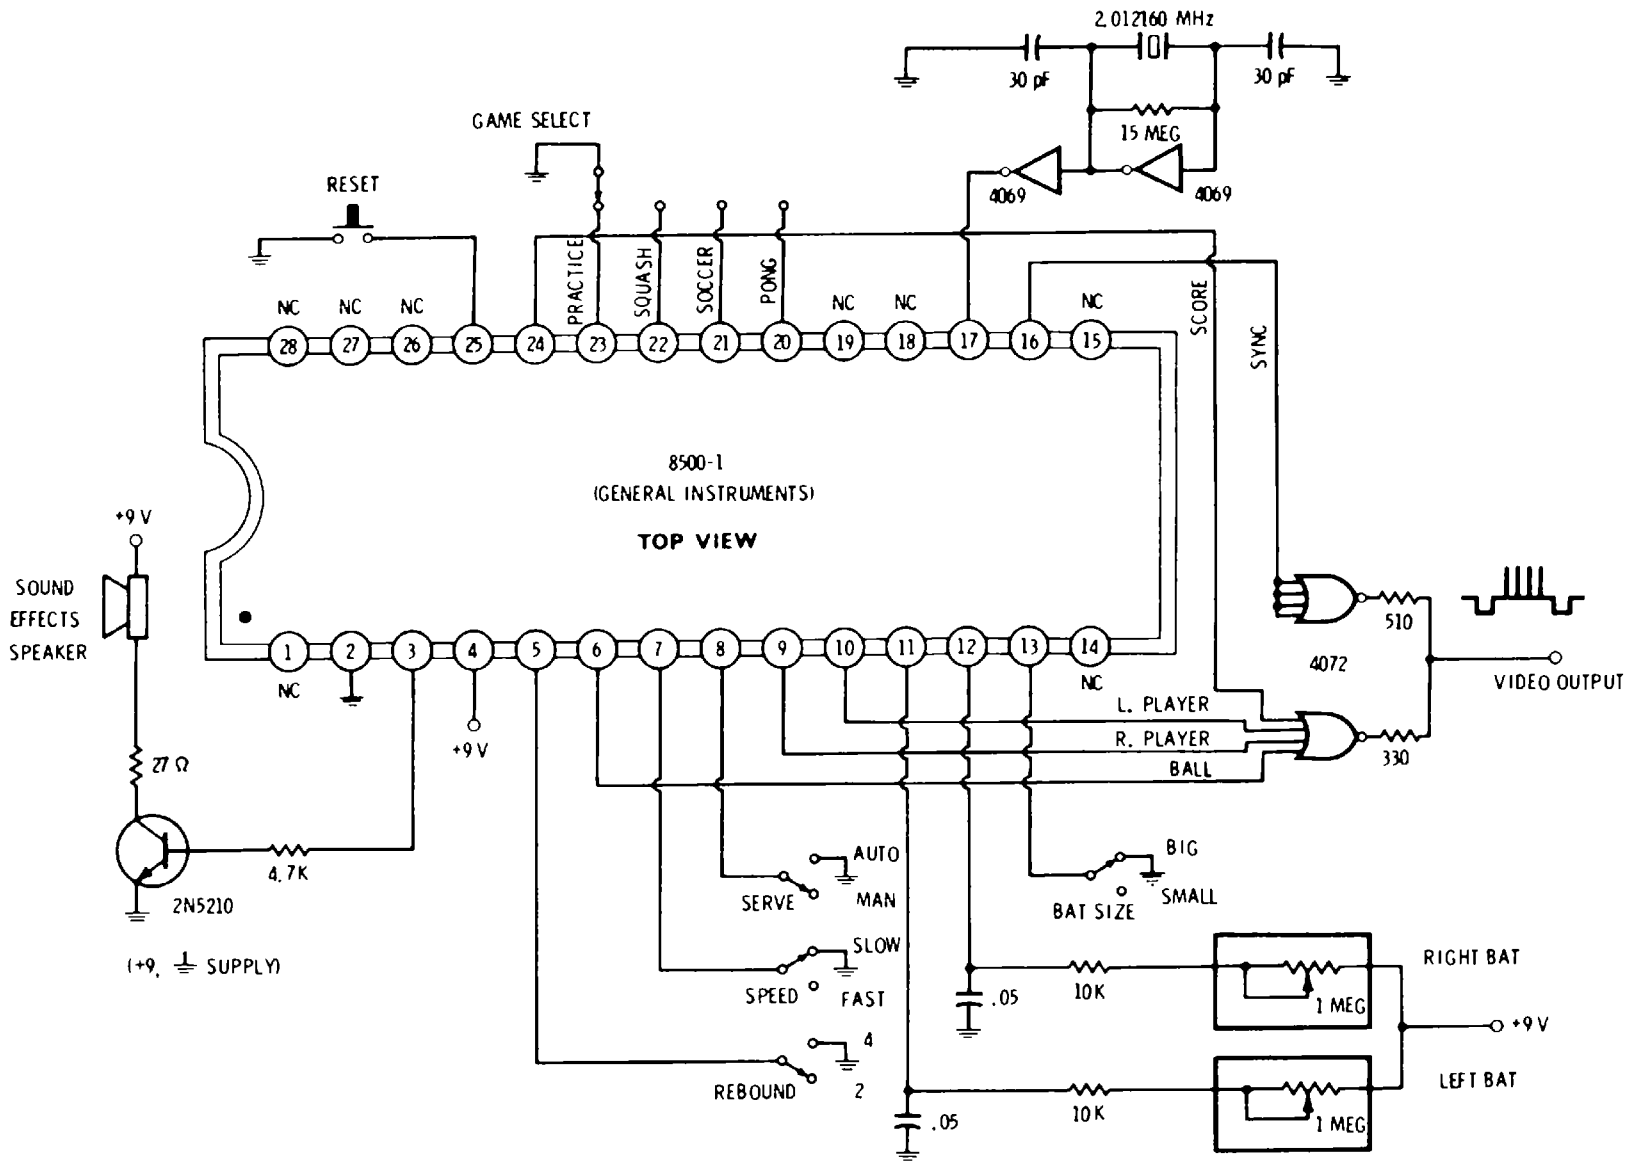 2.012160 MHz
30 pF
30 pF
15 MEG
4069
4069
GAME SELECT
RESET
PRACTICE
SQUASH
SOCCER
PONG
SCORE
SYNC
NC
NC
NC
NC
NC
NC
28
27
26
25
24
23
22
21
20
19
18
17
16
15
8500-1
(GENERAL INSTRUMENTS)
TOP VIEW
+9 V
SOUND
EFFECTS
SPEAKER
1
2
3
4
5
6
7
8
9
10
11
12
13
14
NC
NC
+9 V
510
4072
VIDEO OUTPUT
330
L. PLAYER
R. PLAYER
BALL
27 Ω
4.7K
2N5210
(+9, SUPPLY)
AUTO
SERVE
MAN
SLOW
SPEED
FAST
4
REBOUND
2
BIG
BAT SIZE
SMALL
.05
10K
1 MEG
RIGHT BAT
+9 V
LEFT BAT
.05
10K
1 MEG